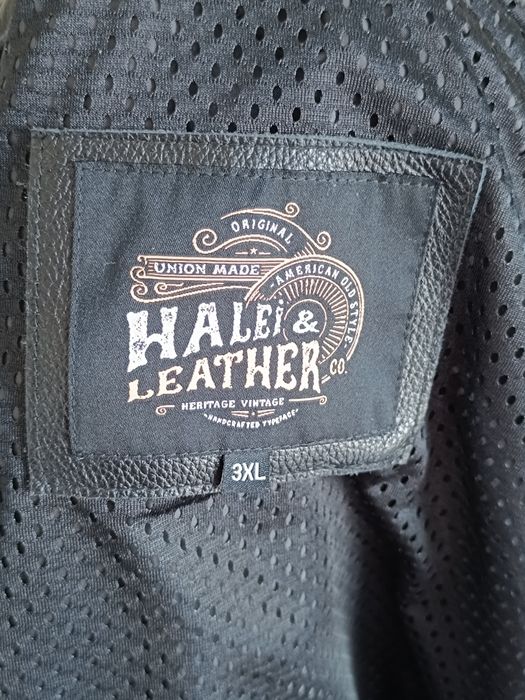 ORIGINAL
UNION MADE
- AMERICAN OLD STYLE -
HALEI &
LEATHER
CO.
HERITAGE VINTAGE
HANDCRAFTED TYPEFACE
3XL